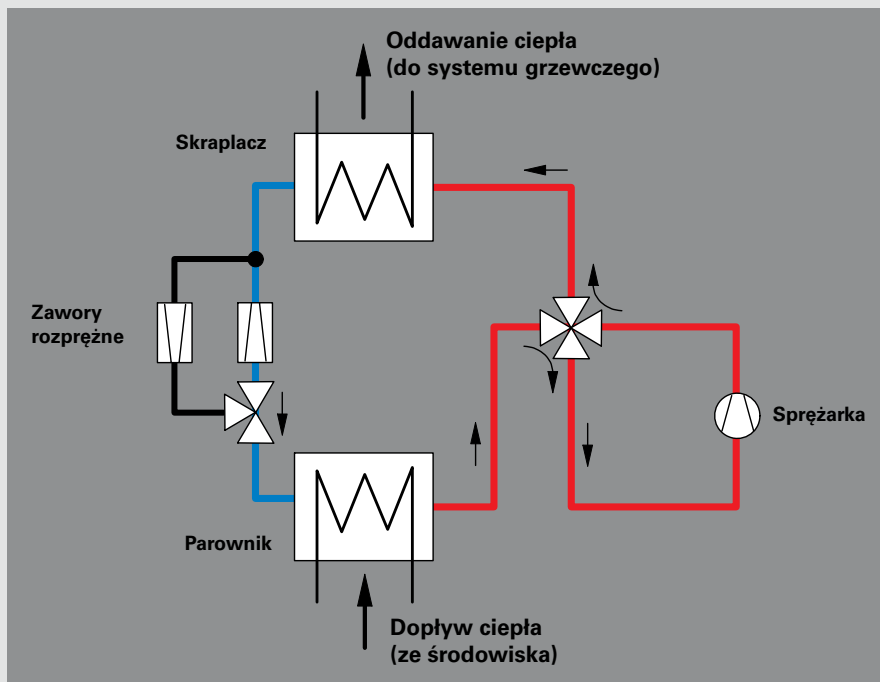 Oddawanie ciepła
(do systemu grzewczego)
Skraplacz
Zawory
rozprężne
Sprężarka
Parownik
Dopływ ciepła
(ze środowiska)